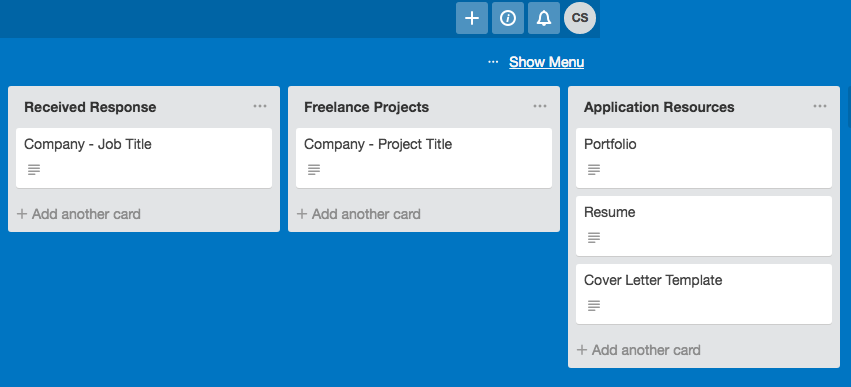 CS
... Show Menu
Received Response ...
Company - Job Title
+ Add another card
Freelance Projects ...
Company - Project Title
+ Add another card
Application Resources ...
Portfolio
Resume
Cover Letter Template
+ Add another card